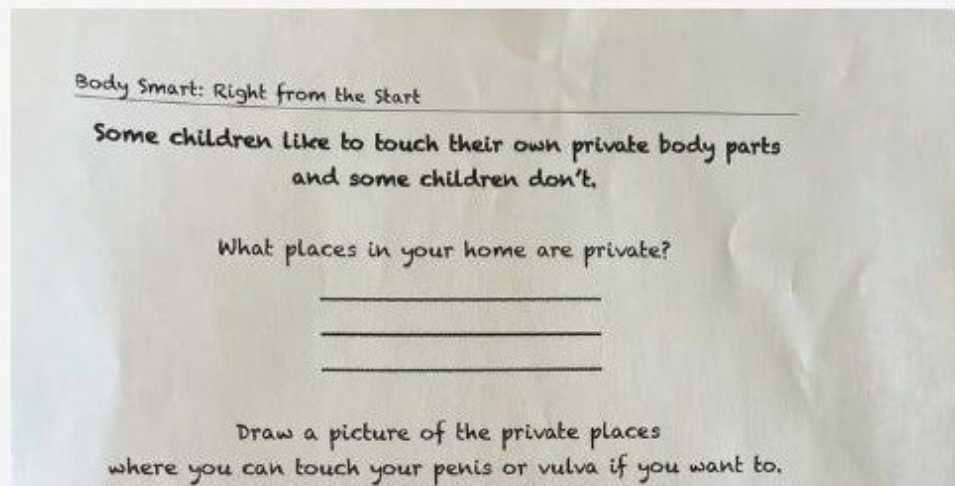 Body Smart: Right from the Start
Some children like to touch their own private body parts
and some children don't.
What places in your home are private?
Draw a picture of the private places
where you can touch your penis or vulva if you want to.